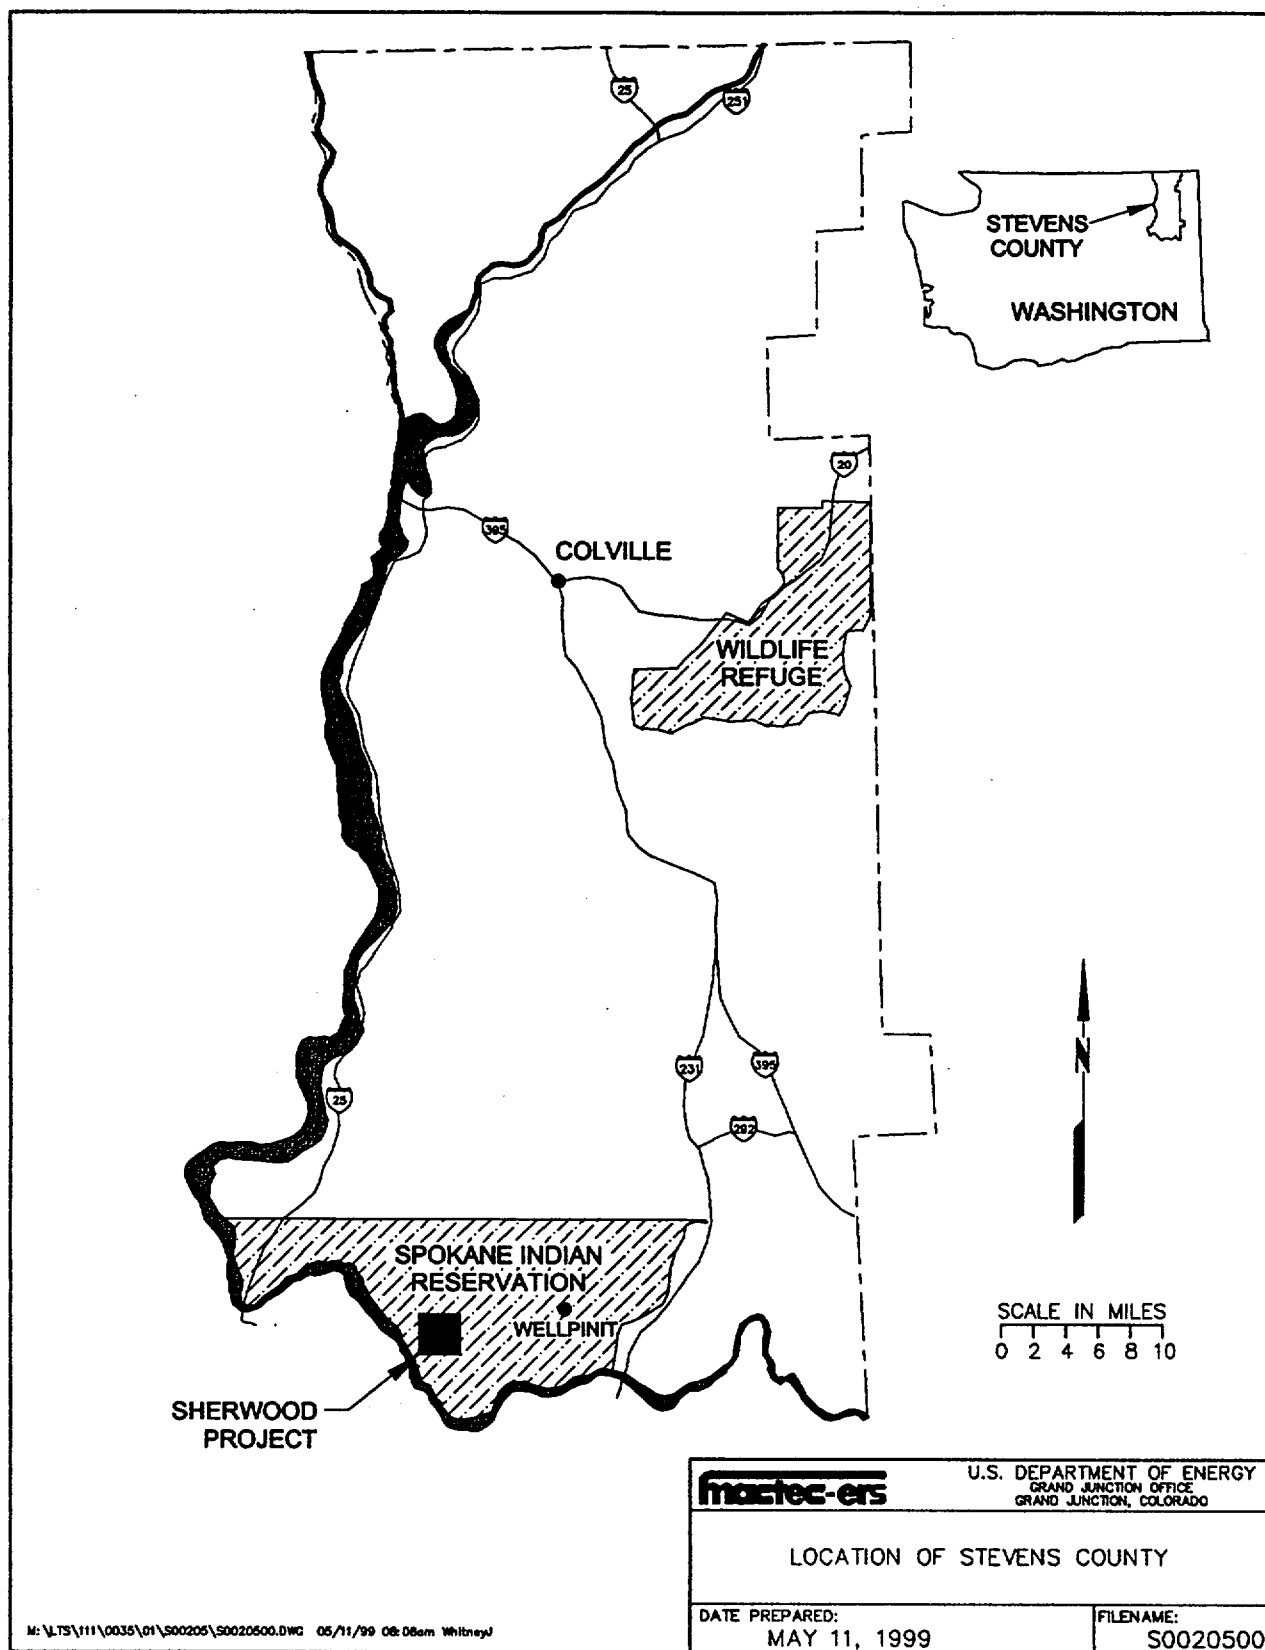 25
251
STEVENS
COUNTY
WASHINGTON
20
395
COLVILLE
WILDLIFE
REFUGE
N
231
395
25
292
SPOKANE INDIAN
RESERVATION
WELLPINIT
SCALE IN MILES
0 2 4 6 8 10
SHERWOOD
PROJECT
mactec-ers
U.S. DEPARTMENT OF ENERGY
GRAND JUNCTION OFFICE
GRAND JUNCTION, COLORADO
LOCATION OF STEVENS COUNTY
DATE PREPARED:
MAY 11, 1999
FILENAME:
S0020500
M:\LTS\111\0035\01\S00205\S0020500.DWG 05/11/99 08:08am WhitneyJ